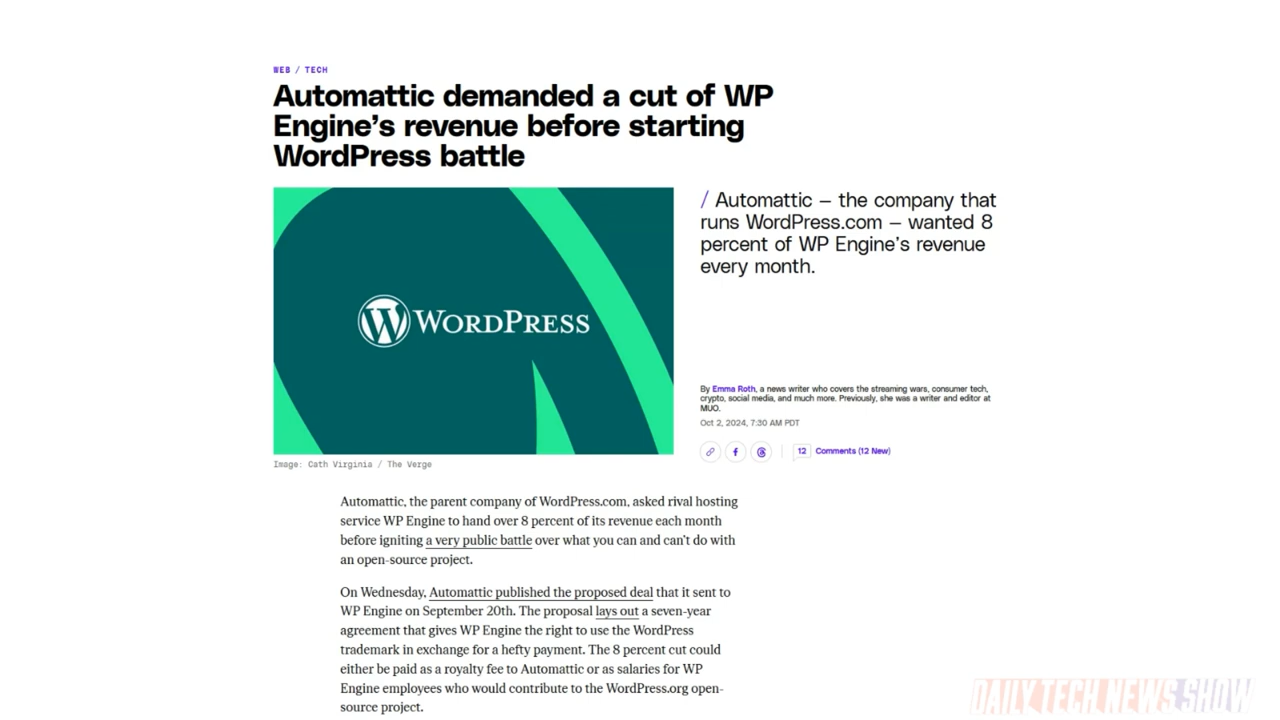 WEB / TECH
Automattic demanded a cut of WP
Engine's revenue before starting
WordPress battle
WORDPRESS
/ Automattic — the company that
runs WordPress.com — wanted 8
percent of WP Engine's revenue
every month.
By Emma Roth, a news writer who covers the streaming wars, consumer tech,
crypto, social media, and much more. Previously, she was a writer and editor at
MUO.
Oct 2, 2024, 7:30 AM PDT
12 Comments (12 New)
Image: Cath Virginia / The Verge
Automattic, the parent company of WordPress.com, asked rival hosting
service WP Engine to hand over 8 percent of its revenue each month
before igniting a very public battle over what you can and can't do with
an open-source project.
On Wednesday, Automattic published the proposed deal that it sent to
WP Engine on September 20th. The proposal lays out a seven-year
agreement that gives WP Engine the right to use the WordPress
trademark in exchange for a hefty payment. The 8 percent cut could
either be paid as a royalty fee to Automattic or as salaries for WP
Engine employees who would contribute to the WordPress.org open-
source project.
DAILY TECH NEWS SHOW